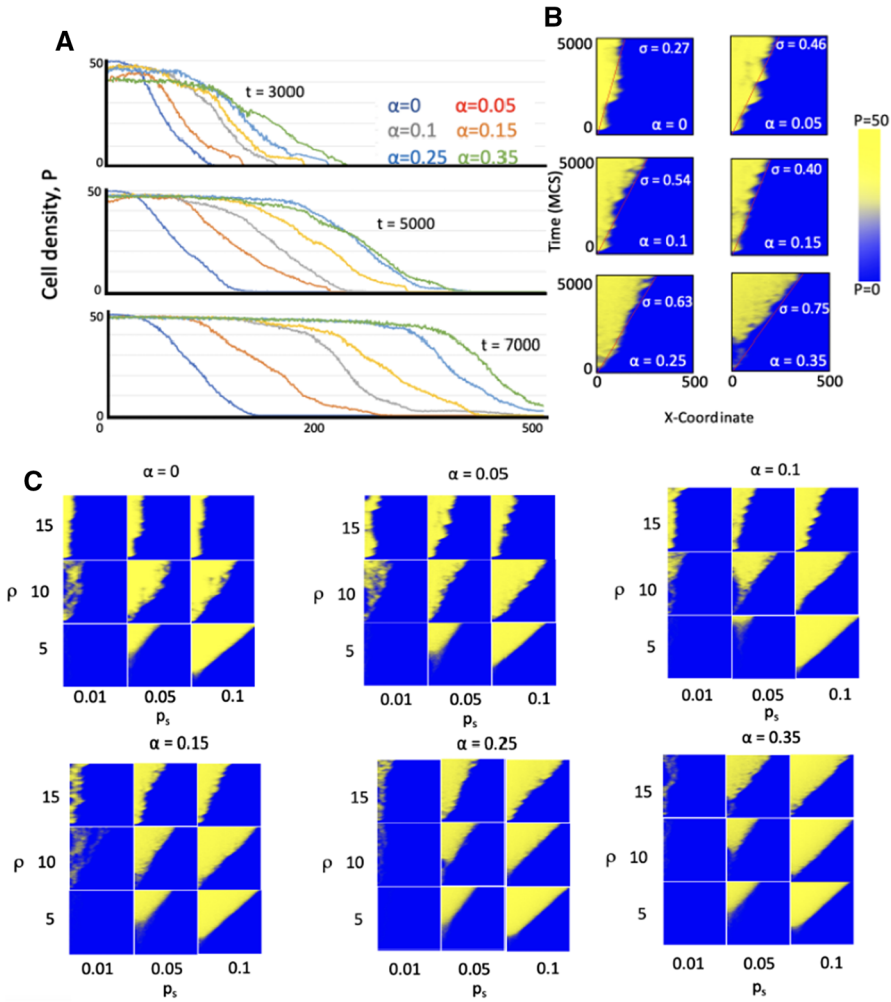 A
50
t = 3000
α=0 α=0.05
α=0.1 α=0.15
α=0.25 α=0.35
0
50
t = 5000
0
50
t = 7000
0
0 200 500
Cell density, P
B
5000
σ = 0.27
α = 0
0
σ = 0.46
α = 0.05
5000
σ = 0.54
α = 0.1
0
σ = 0.40
α = 0.15
5000
σ = 0.63
α = 0.25
0
σ = 0.75
α = 0.35
0 500 0 500
Time (MCS)
X-Coordinate
P=50
P=0
C
α = 0
15
ρ 10
5
0.01 0.05 0.1
pₛ
α = 0.05
15
ρ 10
5
0.01 0.05 0.1
pₛ
α = 0.1
15
ρ 10
5
0.01 0.05 0.1
pₛ
α = 0.15
15
ρ 10
5
0.01 0.05 0.1
pₛ
α = 0.25
15
ρ 10
5
0.01 0.05 0.1
pₛ
α = 0.35
15
ρ 10
5
0.01 0.05 0.1
pₛ